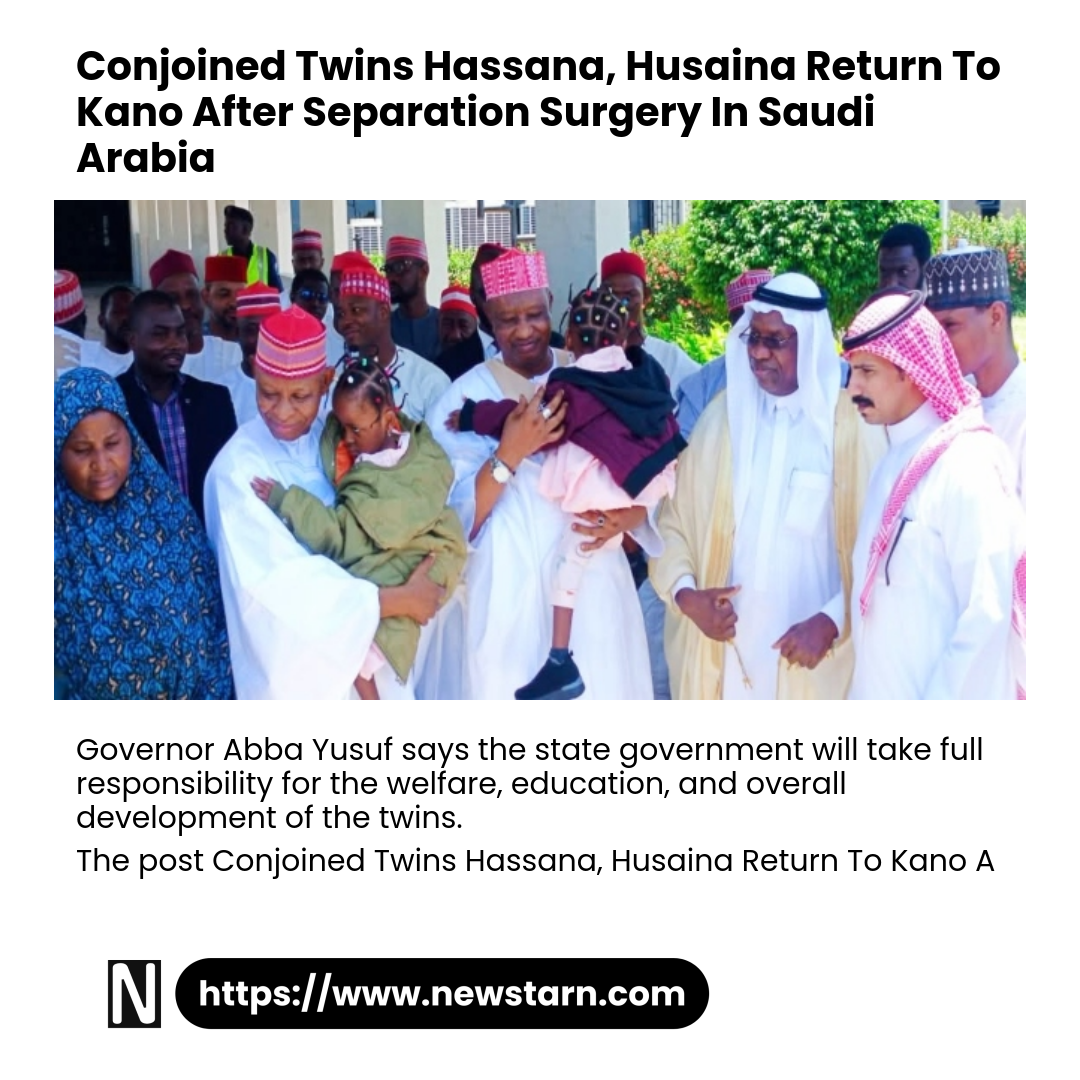 Conjoined Twins Hassana, Husaina Return To
Kano After Separation Surgery In Saudi
Arabia
Governor Abba Yusuf says the state government will take full
responsibility for the welfare, education, and overall
development of the twins.
The post Conjoined Twins Hassana, Husaina Return To Kano A
N
https://www.newstarn.com